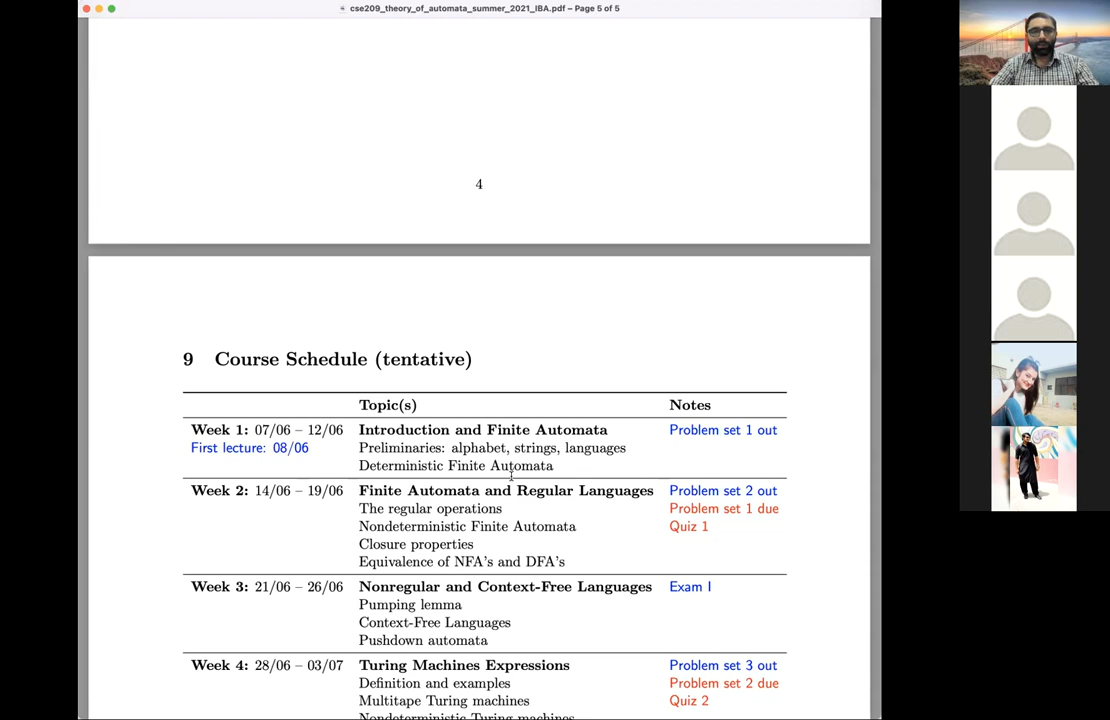 cse209_theory_of_automata_summer_2021_IBA.pdf – Page 5 of 5
4
9 Course Schedule (tentative)
Topic(s) Notes
Week 1: 07/06 – 12/06 Introduction and Finite Automata Problem set 1 out
First lecture: 08/06 Preliminaries: alphabet, strings, languages
Deterministic Finite Automata
Week 2: 14/06 – 19/06 Finite Automata and Regular Languages Problem set 2 out
The regular operations Problem set 1 due
Nondeterministic Finite Automata Quiz 1
Closure properties
Equivalence of NFA's and DFA's
Week 3: 21/06 – 26/06 Nonregular and Context-Free Languages Exam I
Pumping lemma
Context-Free Languages
Pushdown automata
Week 4: 28/06 – 03/07 Turing Machines Expressions Problem set 3 out
Definition and examples Problem set 2 due
Multitape Turing machines Quiz 2
Nondeterministic Turing machines